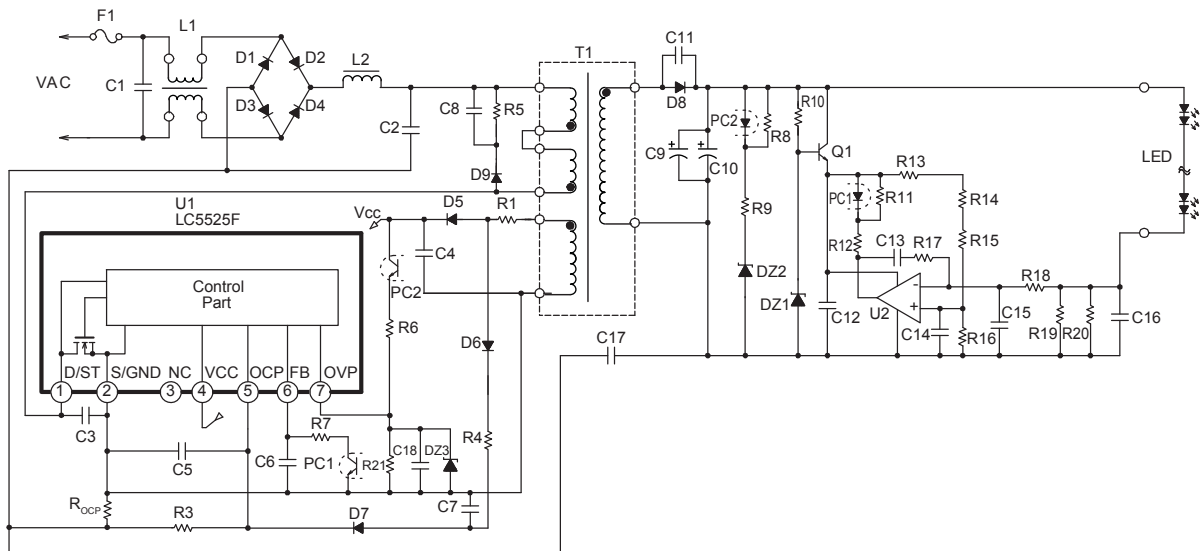 F1
L1
VAC
C1
D1
D2
D3
D4
L2
C2
C8
R5
D9
T1
C11
D8
C9
C10
PC2
R8
R10
R9
DZ2
DZ1
Q1
PC1
R11
R12
R13
R14
R15
C13
R17
U2
-
+
C12
C14
R16
C15
R18
R19
R20
C16
LED
U1
LC5525F
Control
Part
D/ST
S/GND
NC
VCC
OCP
FB
OVP
1
2
3
4
5
6
7
Vcc
D5
R1
C4
PC2
R6
D6
C17
C3
C5
C6
R7
PC1
R21
C18
DZ3
R4
C7
ROCP
R3
D7